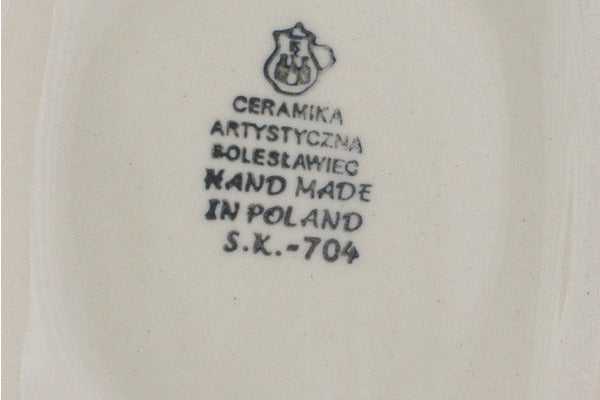 CERAMIKA
ARTYSTYCZNA
BOLESŁAWIEC
HAND MADE
IN POLAND
S.K.-704